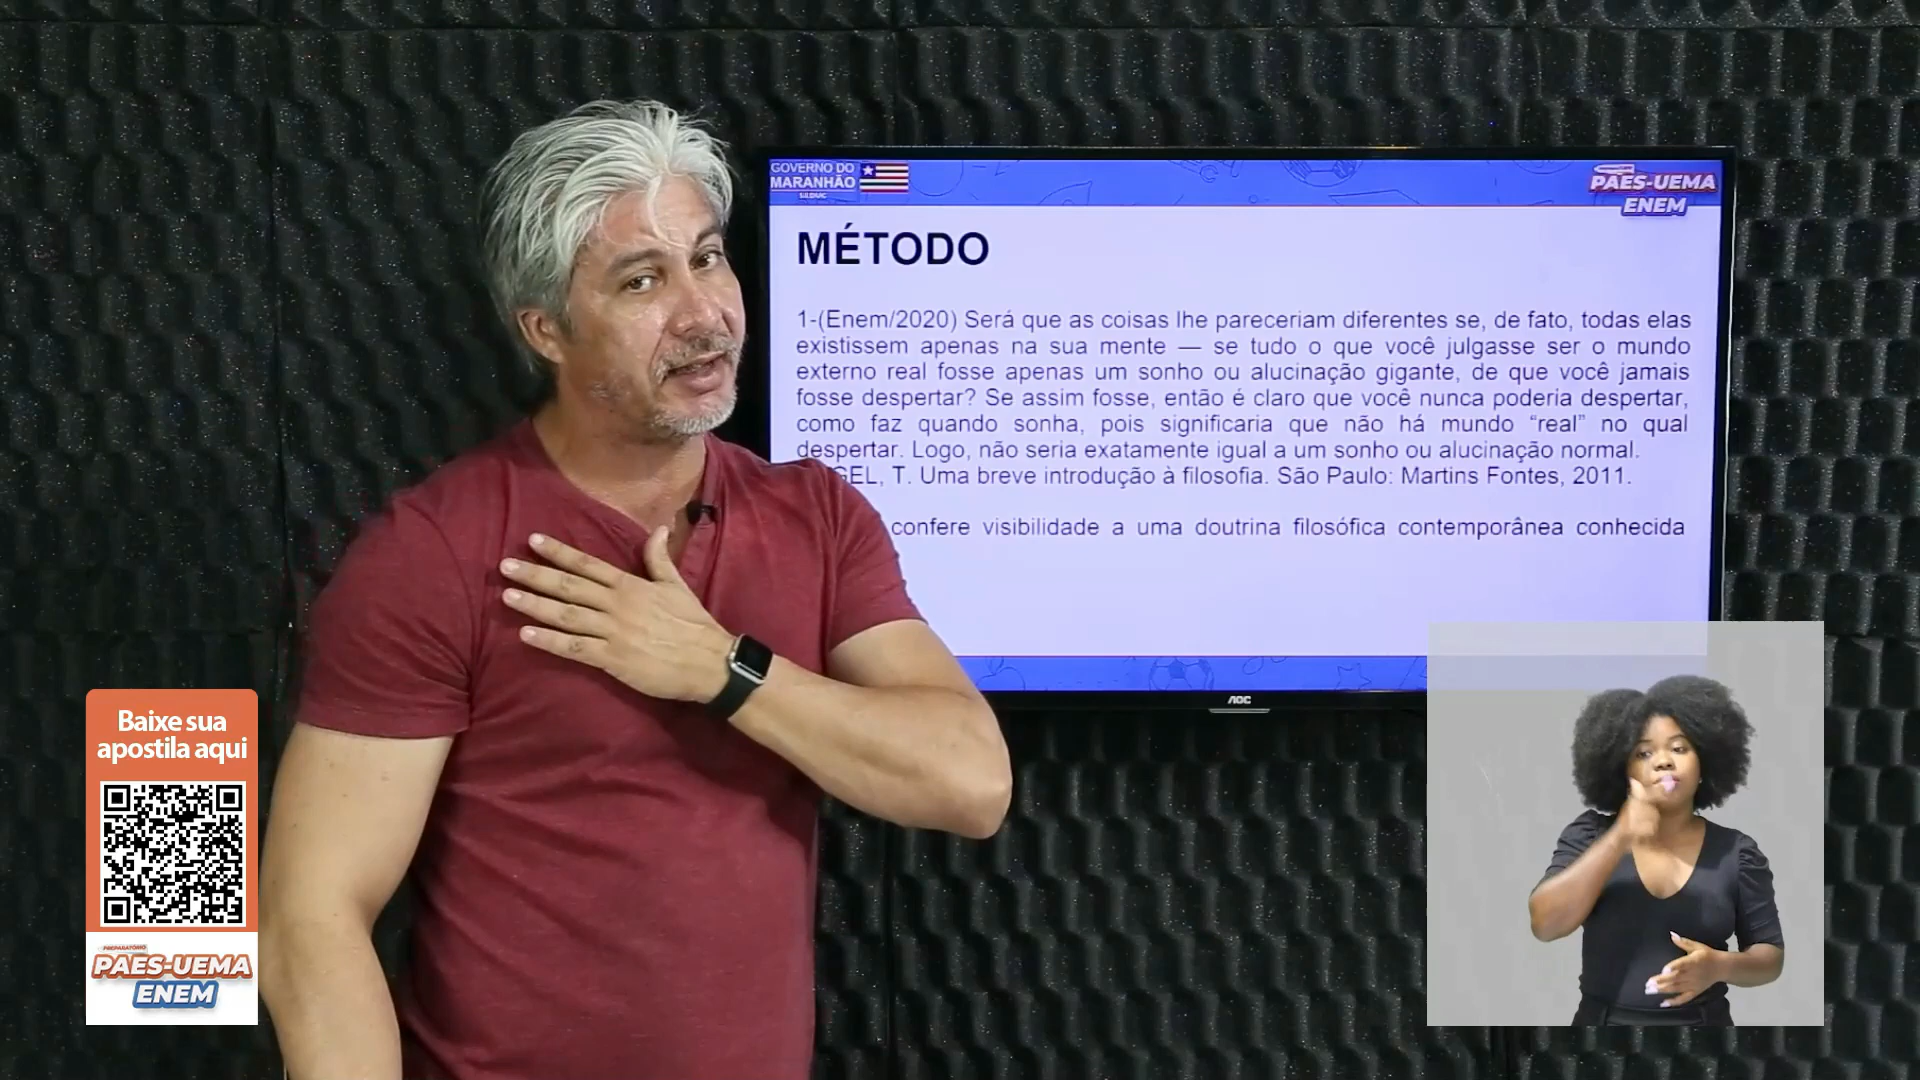 GOVERNO DO
MARANHÃO
SEDUC
PAES-UEMA
ENEM
MÉTODO
1-(Enem/2020) Será que as coisas lhe pareceriam diferentes se, de fato, todas elas
existissem apenas na sua mente — se tudo o que você julgasse ser o mundo
externo real fosse apenas um sonho ou alucinação gigante, de que você jamais
fosse despertar? Se assim fosse, então é claro que você nunca poderia despertar,
como faz quando sonha, pois significaria que não há mundo “real” no qual
despertar. Logo, não seria exatamente igual a um sonho ou alucinação normal.
GEL, T. Uma breve introdução à filosofia. São Paulo: Martins Fontes, 2011.
confere visibilidade a uma doutrina filosófica contemporânea conhecida
AOC
Baixe sua
apostila aqui
PREPARATÓRIO
PAES-UEMA
ENEM